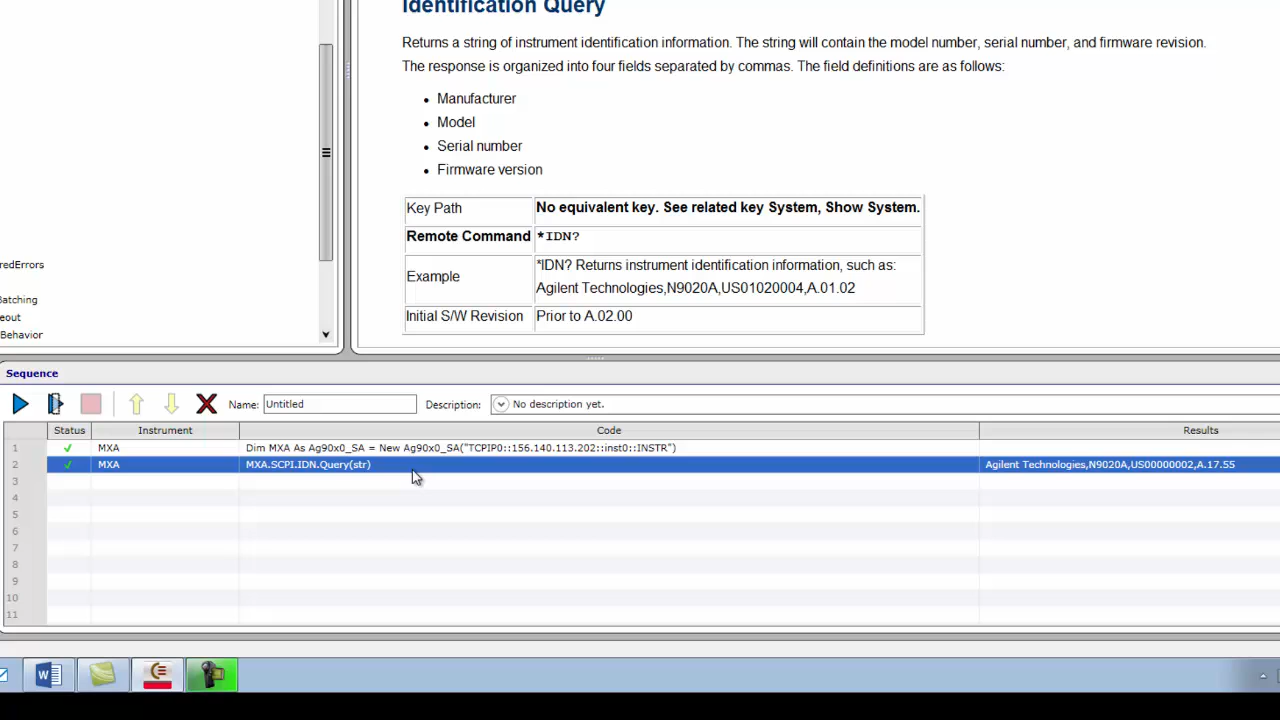 Identification Query
Returns a string of instrument identification information. The string will contain the model number, serial number, and firmware revision.
The response is organized into four fields separated by commas. The field definitions are as follows:
Manufacturer
Model
Serial number
Firmware version
Key Path No equivalent key. See related key System, Show System.
Remote Command *IDN?
Example *IDN? Returns instrument identification information, such as:
Agilent Technologies,N9020A,US01020004,A.01.02
Initial S/W Revision Prior to A.02.00
redErrors
Batching
eout
Behavior
Sequence
Name: Untitled Description: No description yet.
Status Instrument Code Results
1 MXA Dim MXA As Ag90x0_SA = New Ag90x0_SA("TCPIP0::156.140.113.202::inst0::INSTR")
2 MXA MXA.SCPI.IDN.Query(str) Agilent Technologies,N9020A,US00000002,A.17.55
3
4
5
6
7
8
9
10
11
W